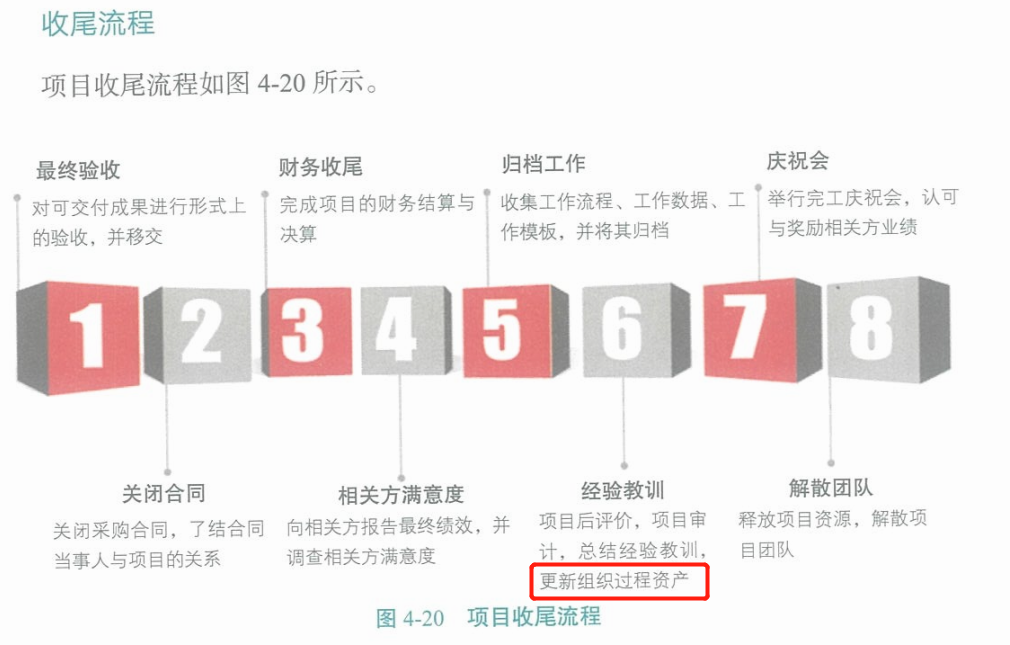 收尾流程
项目收尾流程如图 4-20 所示。
最终验收
对可交付成果进行形式上
的验收，并移交
财务收尾
完成项目的财务结算与
决算
归档工作
收集工作流程、工作数据、工
作模板，并将其归档
庆祝会
举行完工庆祝会，认可
与奖励相关方业绩
1 2 3 4 5 6 7 8
关闭合同
关闭采购合同，了结合同
当事人与项目的关系
相关方满意度
向相关方报告最终绩效，并
调查相关方满意度
经验教训
项目后评价，项目审
计，总结经验教训，
更新组织过程资产
解散团队
释放项目资源，解散项
目团队
图 4-20 项目收尾流程